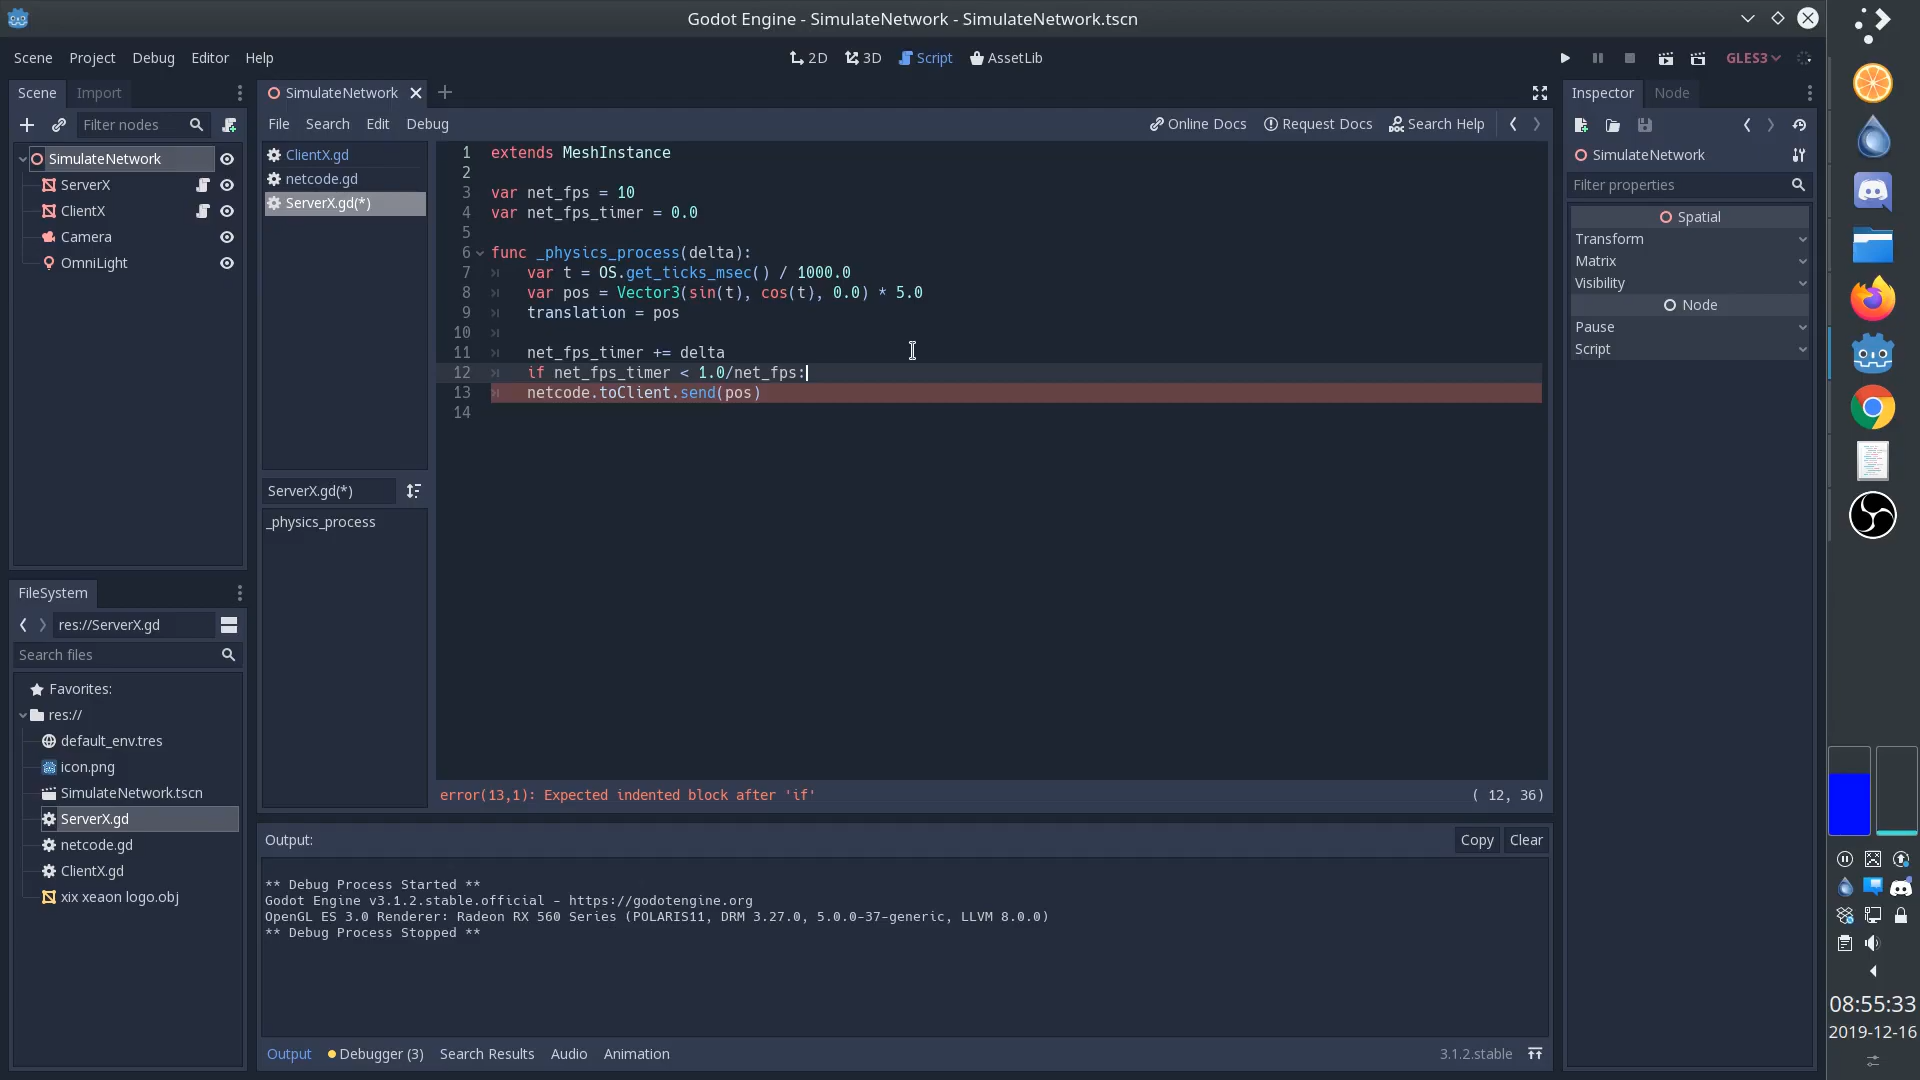 Godot Engine - SimulateNetwork - SimulateNetwork.tscn
Scene Project Debug Editor Help
2D 3D Script AssetLib
GLES3
Scene Import
Filter nodes
SimulateNetwork
ServerX
ClientX
Camera
OmniLight
FileSystem
res://ServerX.gd
Search files
Favorites:
res://
default_env.tres
icon.png
SimulateNetwork.tscn
ServerX.gd
netcode.gd
ClientX.gd
xix xeaon logo.obj
SimulateNetwork
File Search Edit Debug
Online Docs Request Docs Search Help
ClientX.gd
netcode.gd
ServerX.gd(*)
ServerX.gd(*)
_physics_process
1 extends MeshInstance
2
3 var net_fps = 10
4 var net_fps_timer = 0.0
5
6 func _physics_process(delta):
7 var t = OS.get_ticks_msec() / 1000.0
8 var pos = Vector3(sin(t), cos(t), 0.0) * 5.0
9 translation = pos
10
11 net_fps_timer += delta
12 if net_fps_timer < 1.0/net_fps:
13 netcode.toClient.send(pos)
14
error(13,1): Expected indented block after 'if'
( 12, 36)
Output:
Copy Clear
** Debug Process Started **
Godot Engine v3.1.2.stable.official - https://godotengine.org
OpenGL ES 3.0 Renderer: Radeon RX 560 Series (POLARIS11, DRM 3.27.0, 5.0.0-37-generic, LLVM 8.0.0)
** Debug Process Stopped **
Output Debugger (3) Search Results Audio Animation
3.1.2.stable
Inspector Node
SimulateNetwork
Filter properties
Spatial
Transform
Matrix
Visibility
Node
Pause
Script
08:55:33
2019-12-16